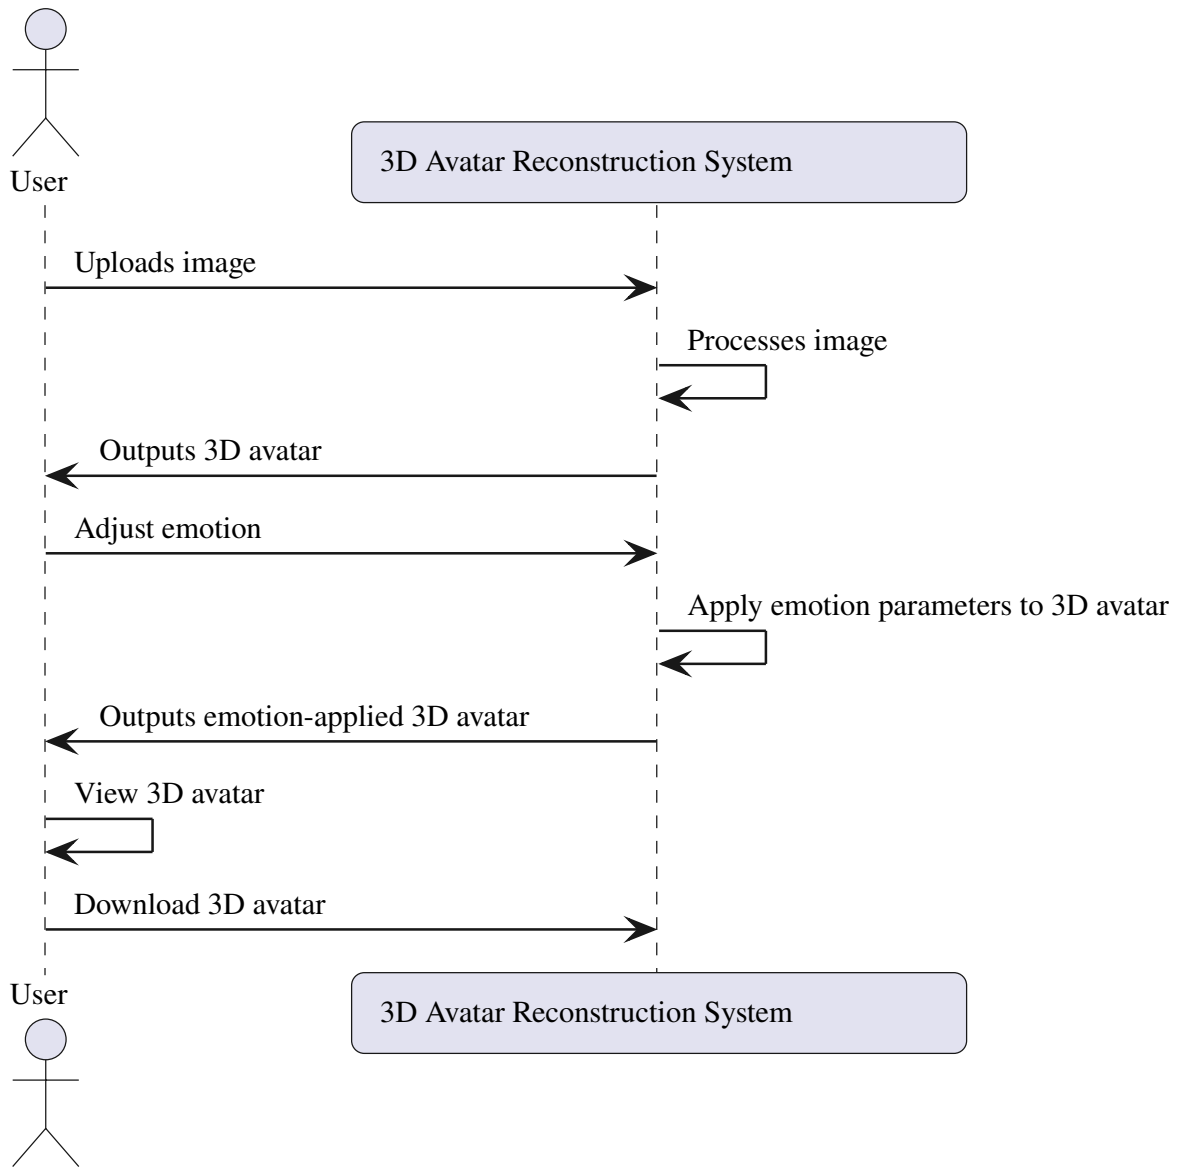 User
3D Avatar Reconstruction System
Uploads image
Processes image
Outputs 3D avatar
Adjust emotion
Apply emotion parameters to 3D avatar
Outputs emotion-applied 3D avatar
View 3D avatar
Download 3D avatar
User
3D Avatar Reconstruction System